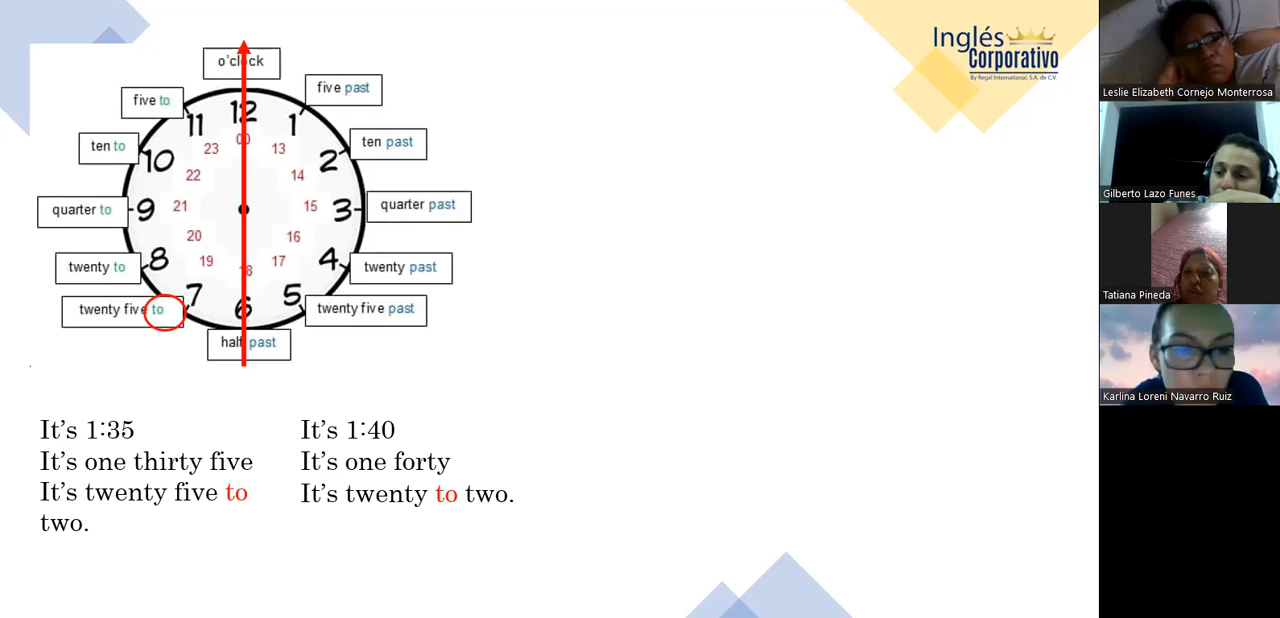 o'clock
five to
five past
ten to
ten past
quarter to
quarter past
twenty to
twenty past
twenty five to
twenty five past
half past
12
11
1
10
2
9
3
8
4
7
5
6
00
23
13
22
14
21
15
20
16
19
17
18
It's 1:35
It's one thirty five
It's twenty five to
two.
It's 1:40
It's one forty
It's twenty to two.
Inglés
Corporativo
By Regal International, S.A. de C.V.
Leslie Elizabeth Cornejo Monterrosa
Gilberto Lazo Funes
Tatiana Pineda
Karlina Loreni Navarro Ruiz